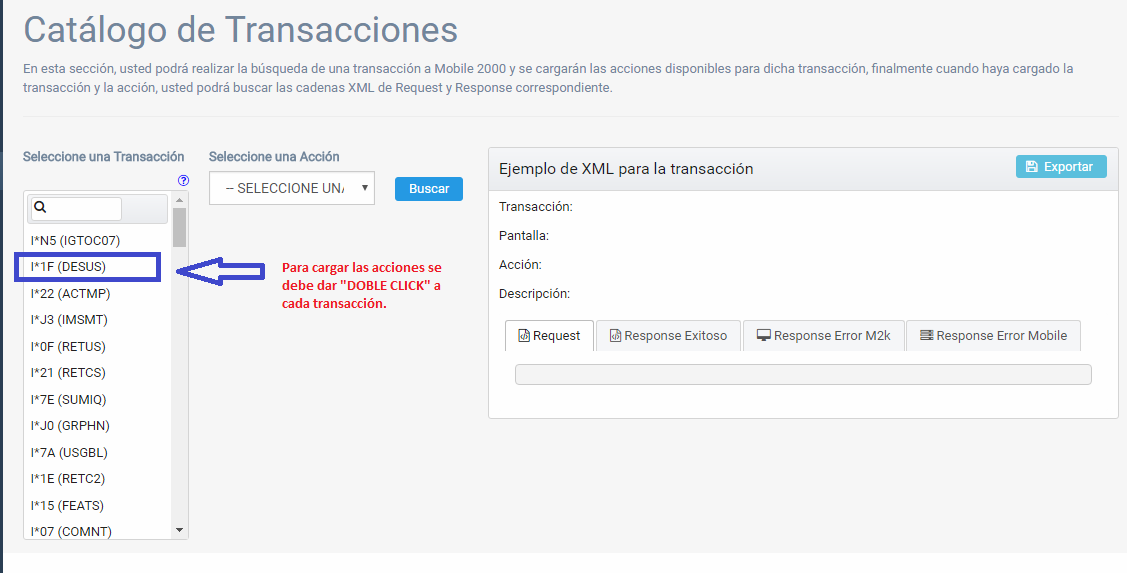 Catálogo de Transacciones
En esta sección, usted podrá realizar la búsqueda de una transacción a Mobile 2000 y se cargarán las acciones disponibles para dicha transacción, finalmente cuando haya cargado la
transacción y la acción, usted podrá buscar las cadenas XML de Request y Response correspondiente.
Seleccione una Transacción
?
I*N5 (IGTOC07)
I*1F (DESUS)
I*22 (ACTMP)
I*J3 (IMSMT)
I*0F (RETUS)
I*21 (RETCS)
I*7E (SUMIQ)
I*J0 (GRPHN)
I*7A (USGBL)
I*1E (RETC2)
I*15 (FEATS)
I*07 (COMNT)
Seleccione una Acción
-- SELECCIONE UN
Buscar
Para cargar las acciones se
debe dar "DOBLE CLICK" a
cada transacción.
Ejemplo de XML para la transacción
Exportar
Transacción:
Pantalla:
Acción:
Descripción:
Request
Response Exitoso
Response Error M2k
Response Error Mobile